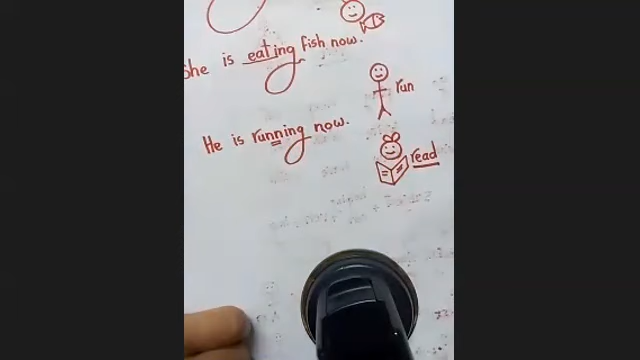 She is eating fish now.
run
He is running now.
read